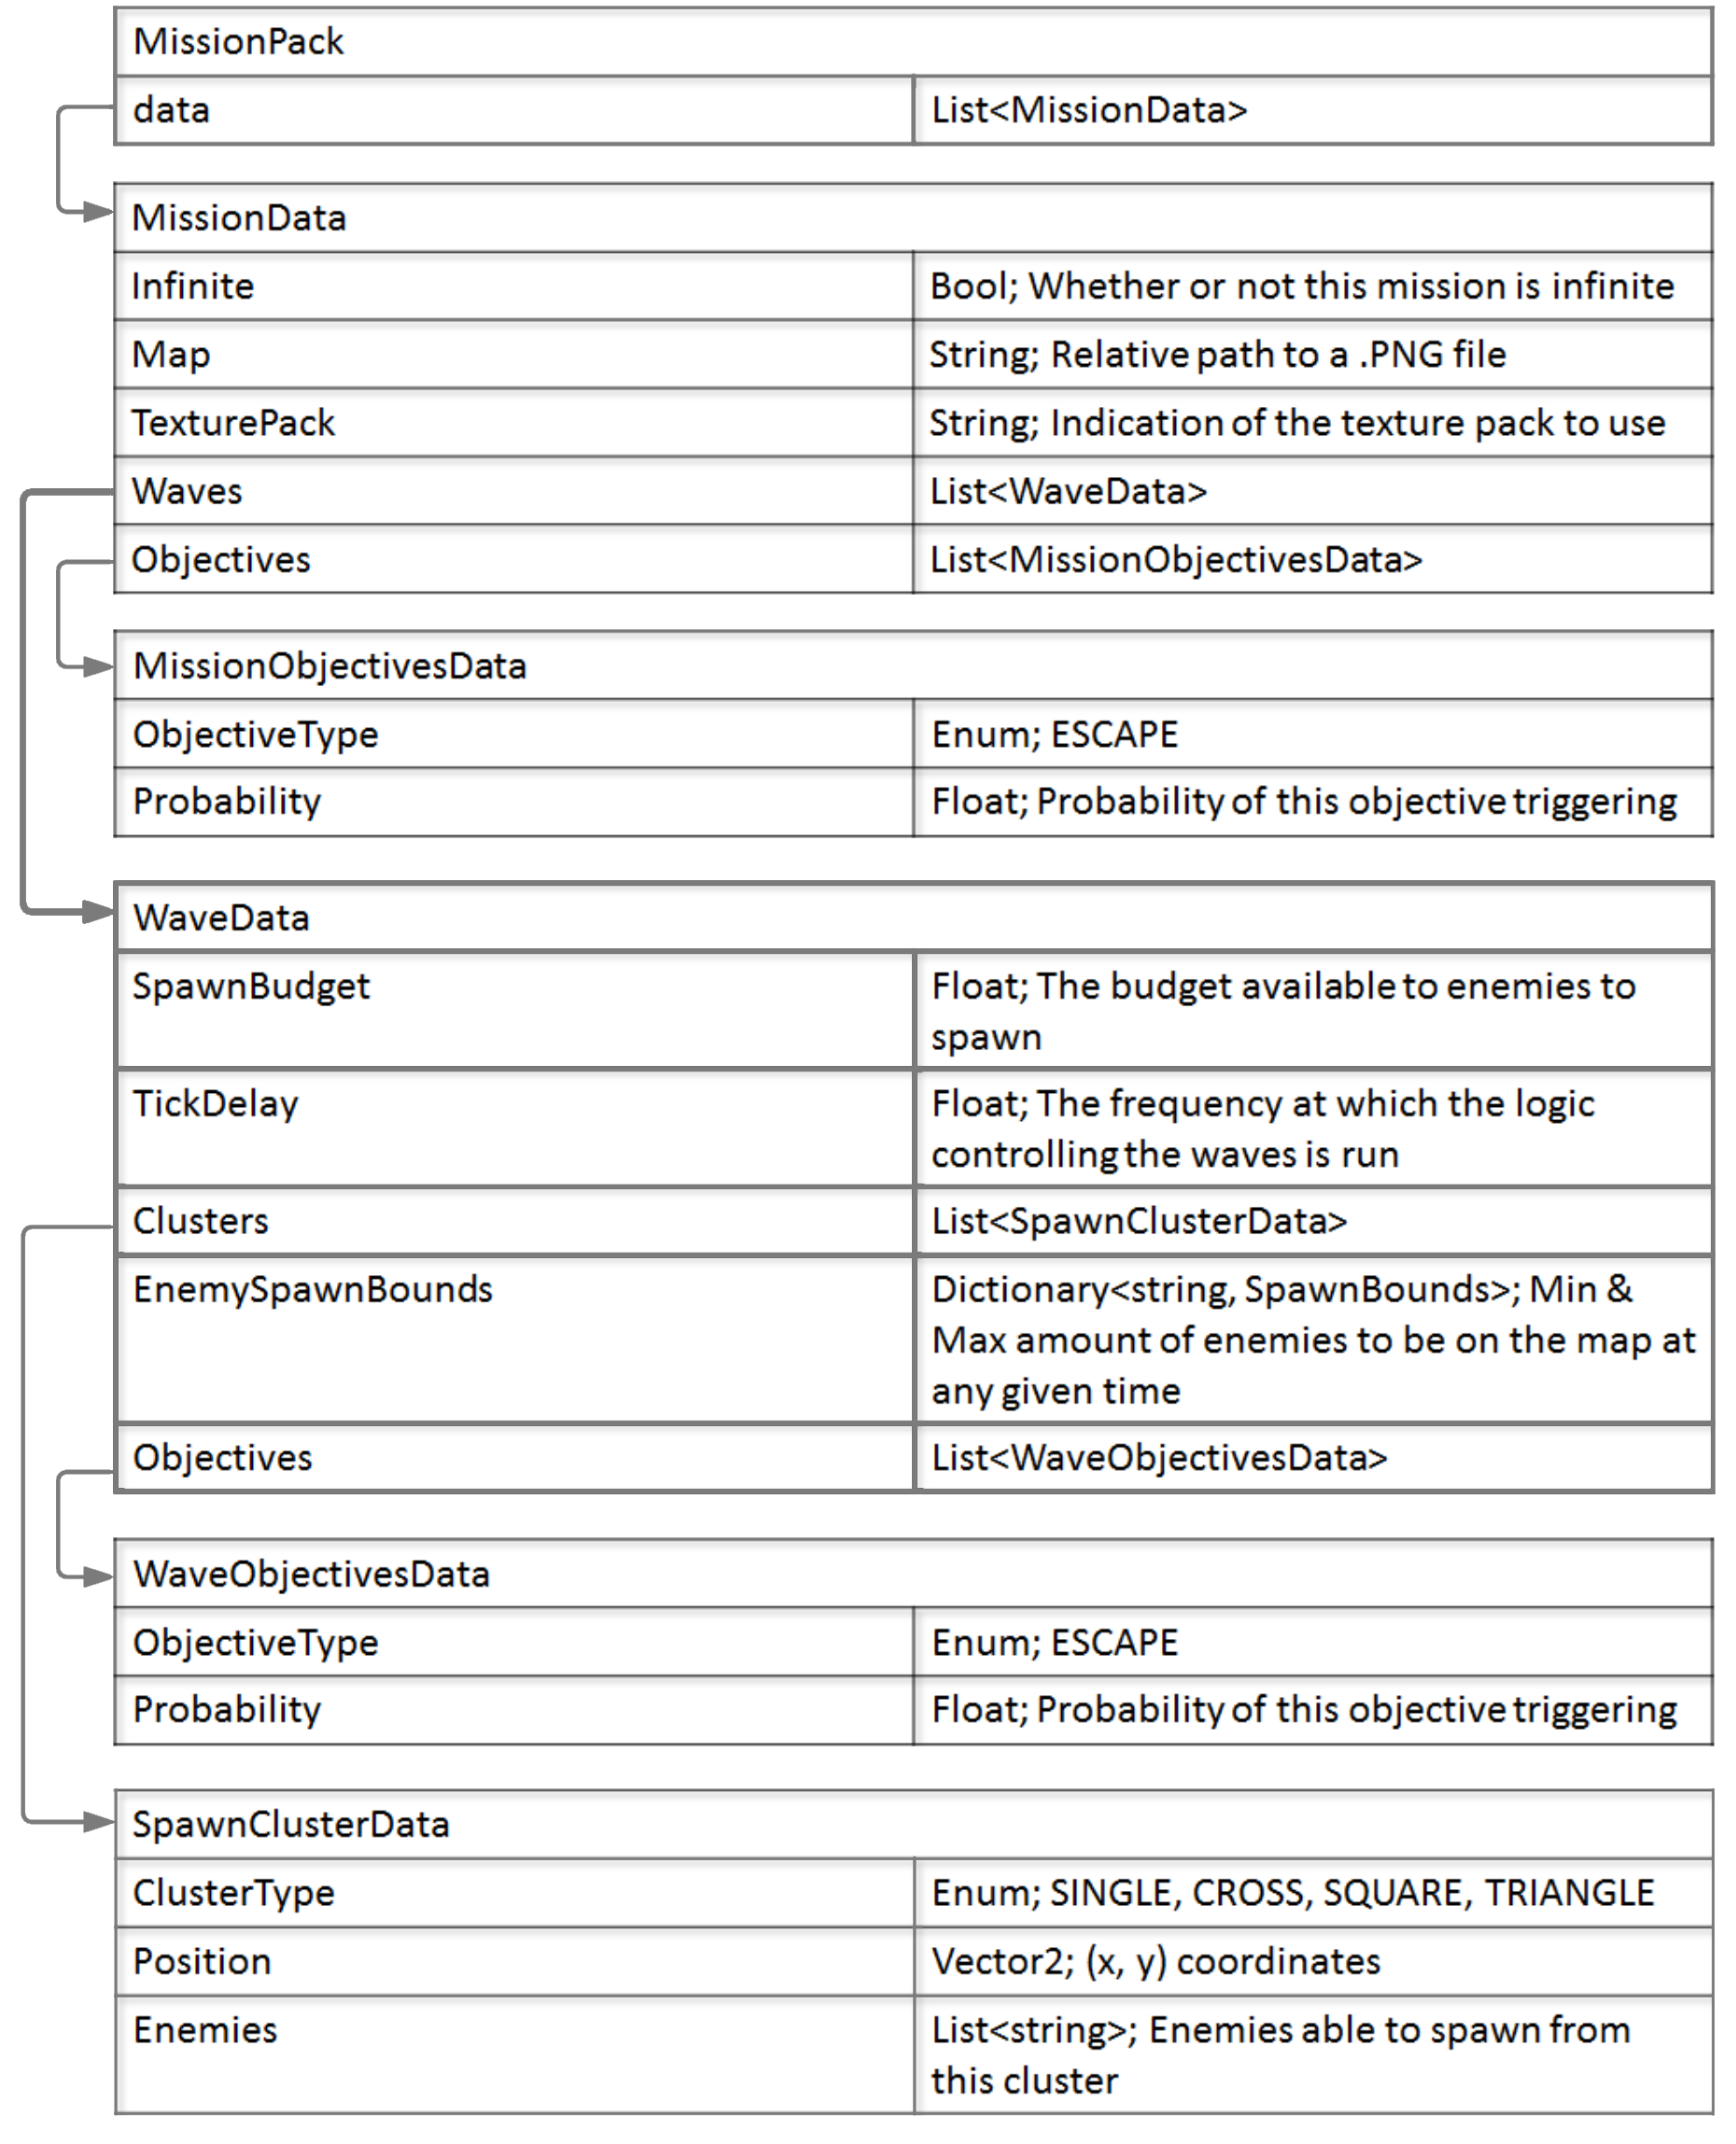 MissionPack
data List<MissionData>
MissionData
Infinite Bool; Whether or not this mission is infinite
Map String; Relative path to a .PNG file
TexturePack String; Indication of the texture pack to use
Waves List<WaveData>
Objectives List<MissionObjectivesData>
MissionObjectivesData
ObjectiveType Enum; ESCAPE
Probability Float; Probability of this objective triggering
WaveData
SpawnBudget Float; The budget available to enemies to
spawn
TickDelay Float; The frequency at which the logic
controlling the waves is run
Clusters List<SpawnClusterData>
EnemySpawnBounds Dictionary<string, SpawnBounds>; Min &
Max amount of enemies to be on the map at
any given time
Objectives List<WaveObjectivesData>
WaveObjectivesData
ObjectiveType Enum; ESCAPE
Probability Float; Probability of this objective triggering
SpawnClusterData
ClusterType Enum; SINGLE, CROSS, SQUARE, TRIANGLE
Position Vector2; (x, y) coordinates
Enemies List<string>; Enemies able to spawn from
this cluster